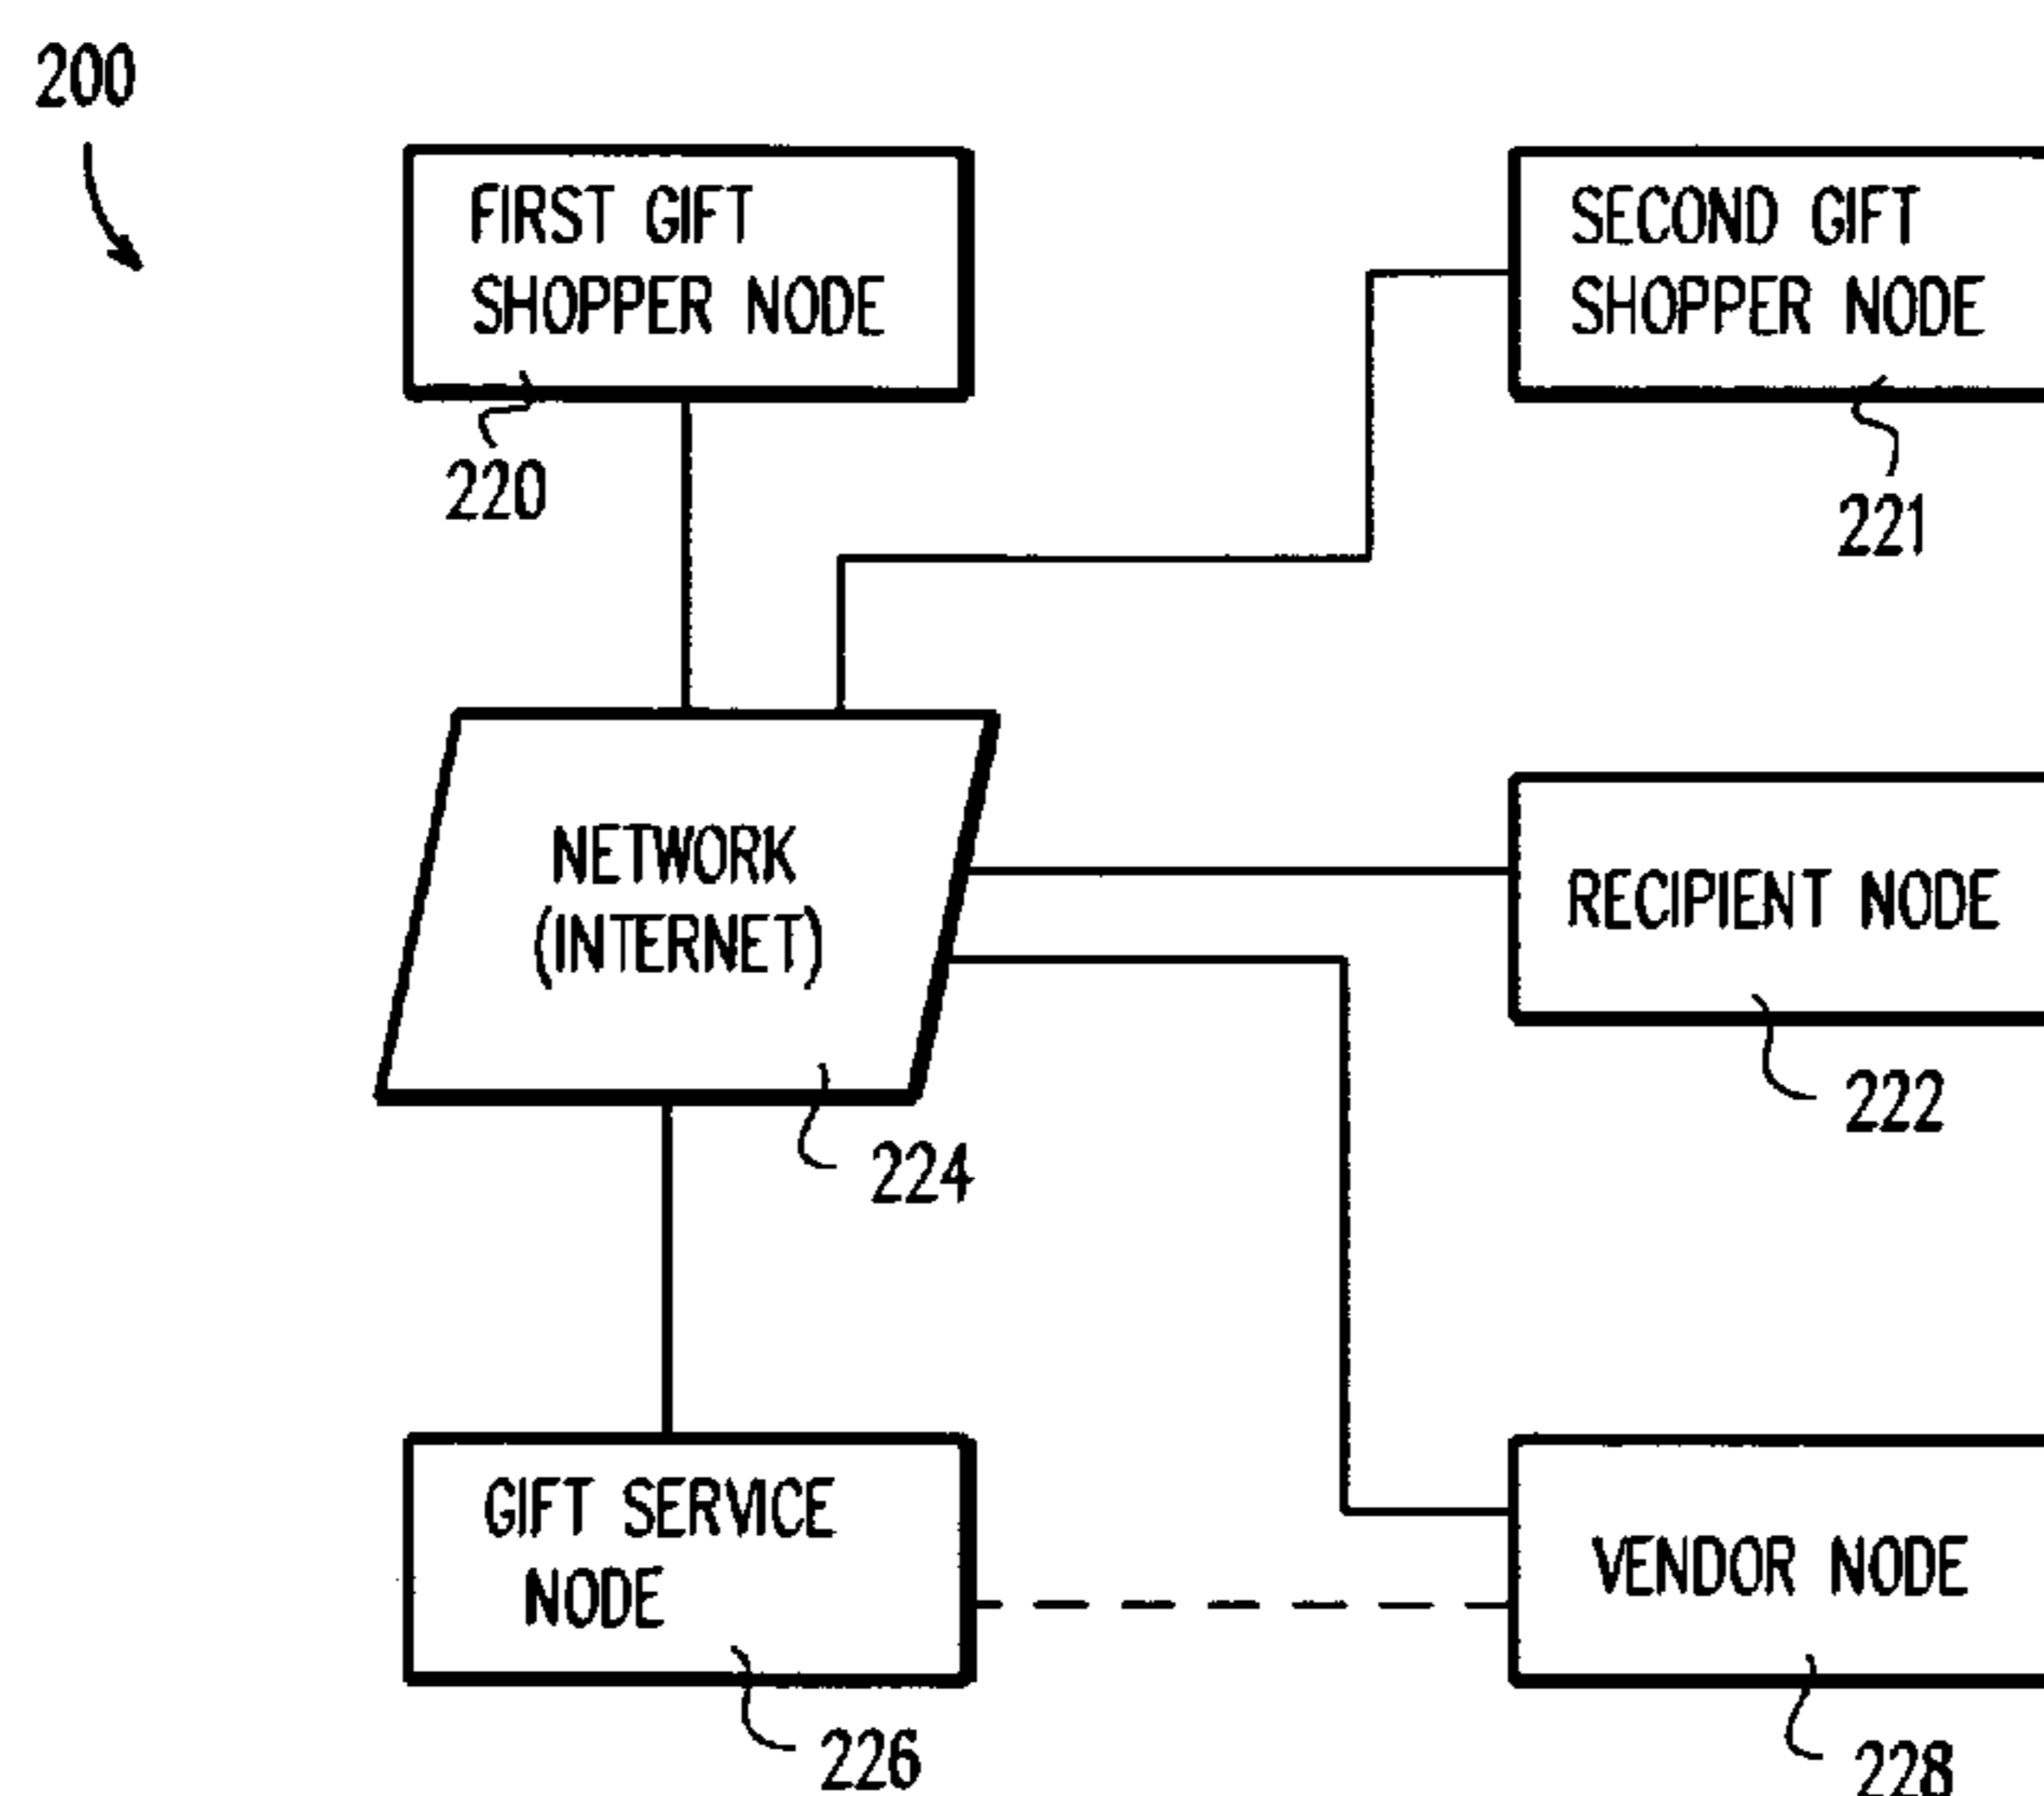 200
FIRST GIFT
SHOPPER NODE
220
SECOND GIFT
SHOPPER NODE
221
NETWORK
(INTERNET)
224
RECIPIENT NODE
222
GIFT SERVICE
NODE
226
VENDOR NODE
228